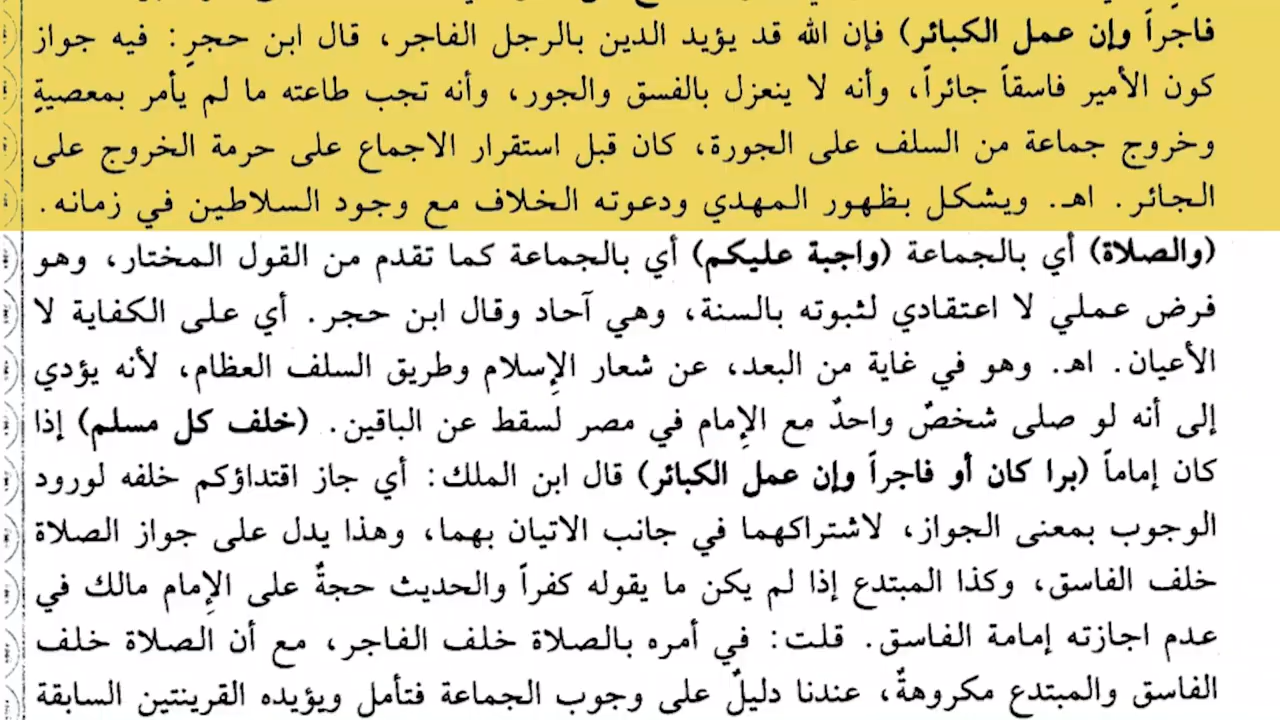 فاجراً وإن عمل الكبائر) فإن الله قد يؤيد الدين بالرجل الفاجر، قال ابن حجرٍ: فيه جواز
كون الأمير فاسقاً جائراً، وأنه لا ينعزل بالفسق والجور، وأنه تجب طاعته ما لم يأمر بمعصيةٍ
وخروج جماعة من السلف على الجورة، كان قبل استقرار الاجماع على حرمة الخروج على
الجائر. اهـ. ويشكل بظهور المهدي ودعوته الخلاف مع وجود السلاطين في زمانه.
(والصلاة) أي بالجماعة (واجبة عليكم) أي بالجماعة كما تقدم من القول المختار، وهو
فرض عملي لا اعتقادي لثبوته بالسنة، وهي آحاد وقال ابن حجر. أي على الكفاية لا
الأعيان. اهـ. وهو في غاية من البعد، عن شعار الإِسلام وطريق السلف العظام، لأنه يؤدي
إلى أنه لو صلى شخصٌ واحدٌ مع الإِمام في مصر لسقط عن الباقين. (خلف كل مسلم) إذا
كان إماماً (برا كان أو فاجراً وإن عمل الكبائر) قال ابن الملك: أي جاز اقتداؤكم خلفه لورود
الوجوب بمعنى الجواز، لاشتراكهما في جانب الاتيان بهما، وهذا يدل على جواز الصلاة
خلف الفاسق، وكذا المبتدع إذا لم يكن ما يقوله كفراً والحديث حجةٌ على الإِمام مالك في
عدم اجازته إمامة الفاسق. قلت: في أمره بالصلاة خلف الفاجر، مع أن الصلاة خلف
الفاسق والمبتدع مكروهةٌ، عندنا دليلٌ على وجوب الجماعة فتأمل ويؤيده القرينتين السابقة